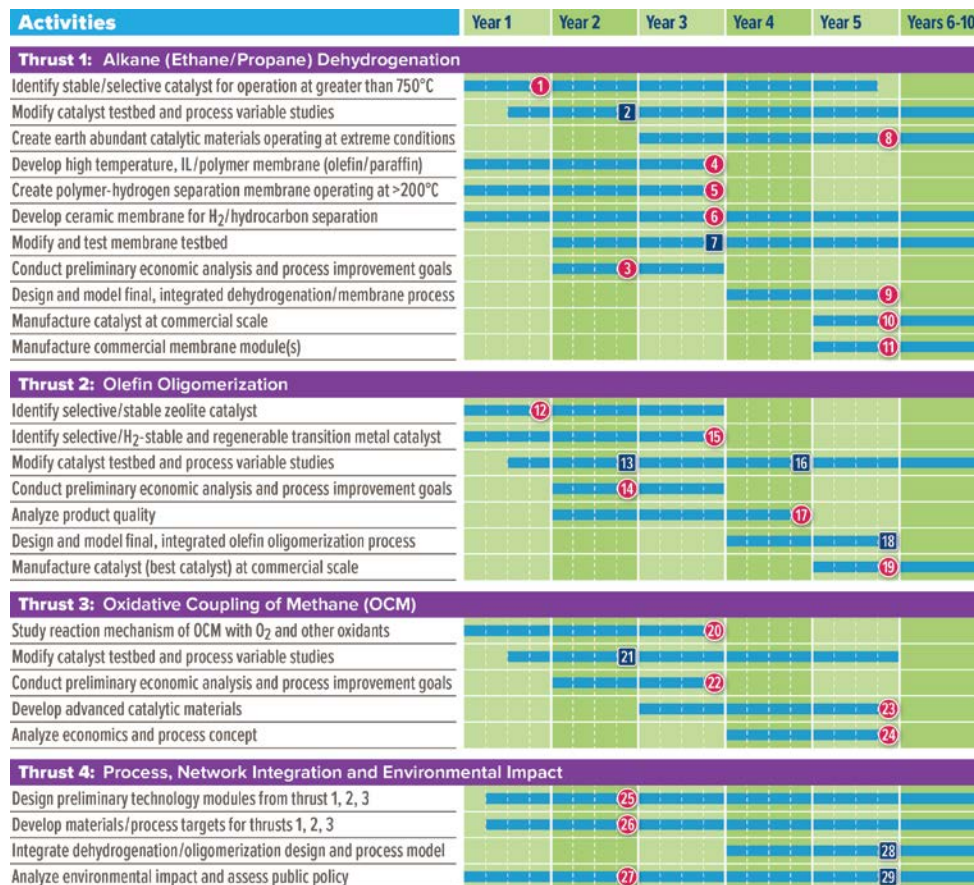 Activities Year 1 Year 2 Year 3 Year 4 Year 5 Years 6-10
Thrust 1: Alkane (Ethane/Propane) Dehydrogenation
Identify stable/selective catalyst for operation at greater than 750°C 1
Modify catalyst testbed and process variable studies 2
Create earth abundant catalytic materials operating at extreme conditions 8
Develop high temperature, IL/polymer membrane (olefin/paraffin) 4
Create polymer-hydrogen separation membrane operating at >200°C 5
Develop ceramic membrane for H₂/hydrocarbon separation 6
Modify and test membrane testbed 7
Conduct preliminary economic analysis and process improvement goals 3
Design and model final, integrated dehydrogenation/membrane process 9
Manufacture catalyst at commercial scale 10
Manufacture commercial membrane module(s) 11
Thrust 2: Olefin Oligomerization
Identify selective/stable zeolite catalyst 12
Identify selective/H₂-stable and regenerable transition metal catalyst 15
Modify catalyst testbed and process variable studies 13 16
Conduct preliminary economic analysis and process improvement goals 14
Analyze product quality 17
Design and model final, integrated olefin oligomerization process 18
Manufacture catalyst (best catalyst) at commercial scale 19
Thrust 3: Oxidative Coupling of Methane (OCM)
Study reaction mechanism of OCM with O₂ and other oxidants 20
Modify catalyst testbed and process variable studies 21
Conduct preliminary economic analysis and process improvement goals 22
Develop advanced catalytic materials 23
Analyze economics and process concept 24
Thrust 4: Process, Network Integration and Environmental Impact
Design preliminary technology modules from thrust 1, 2, 3 25
Develop materials/process targets for thrusts 1, 2, 3 26
Integrate dehydrogenation/oligomerization design and process model 28
Analyze environmental impact and assess public policy 27 29